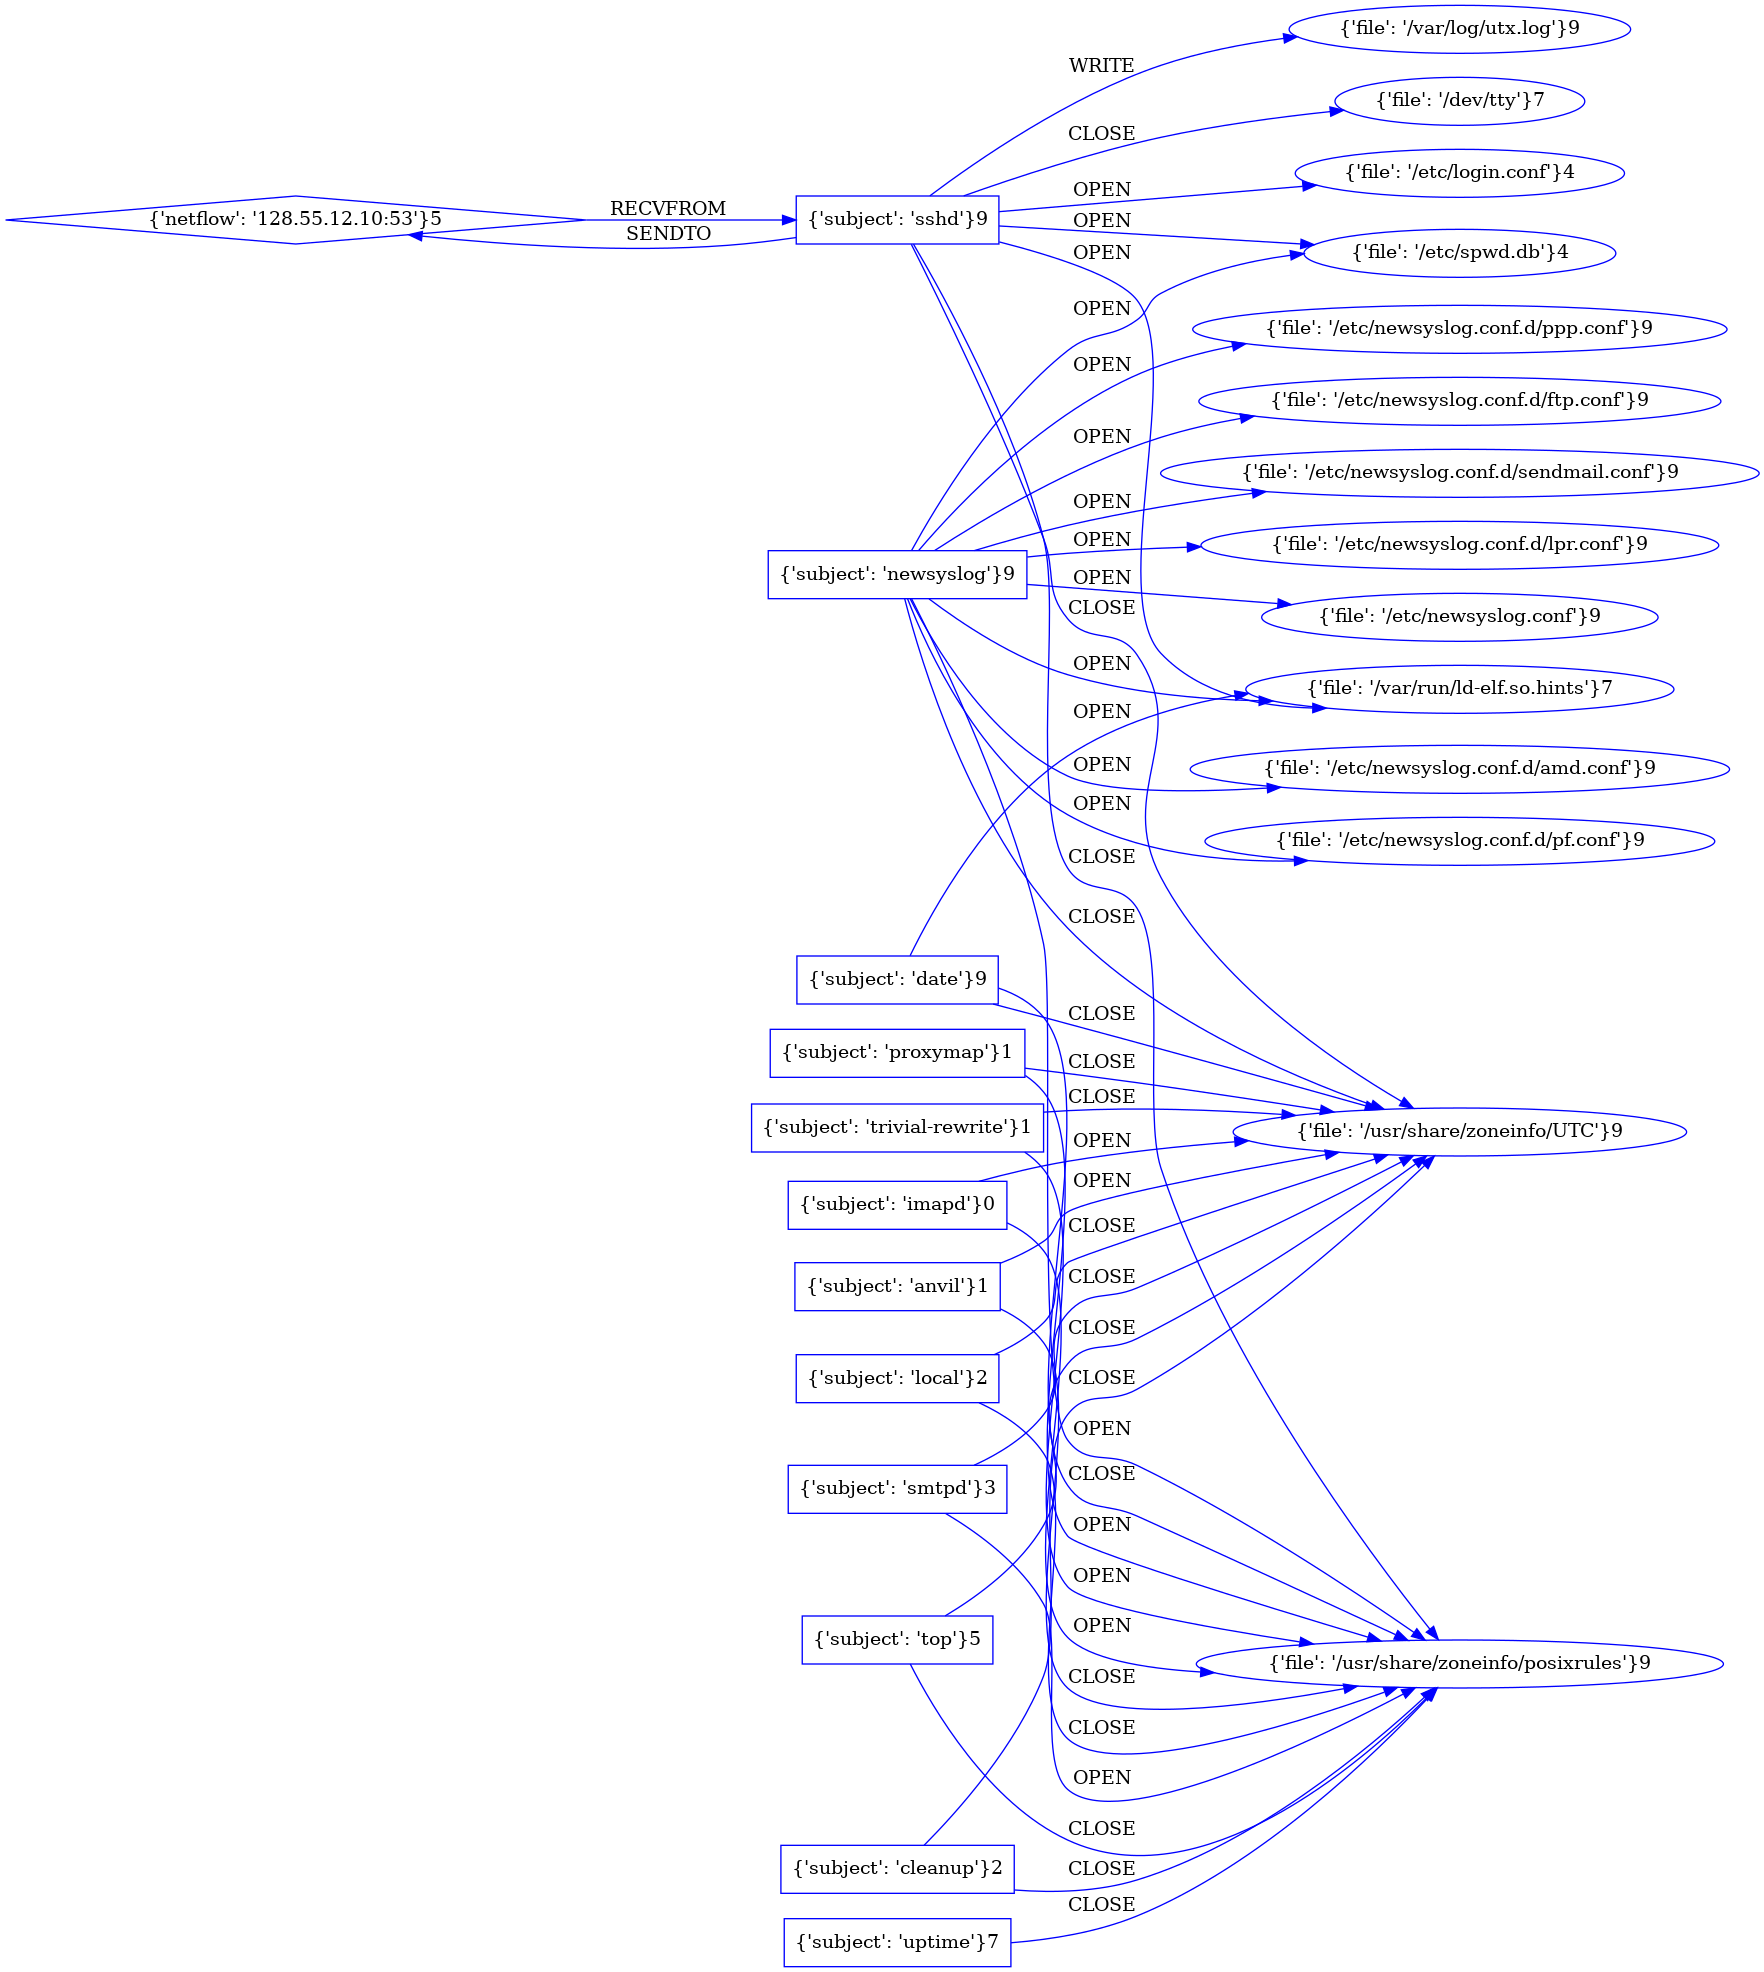 {'file': '/var/log/utx.log'}9
WRITE
{'file': '/dev/tty'}7
CLOSE
{'file': '/etc/login.conf'}4
OPEN
{'netflow': '128.55.12.10:53'}5
RECVFROM
SENDTO
{'subject': 'sshd'}9
OPEN
OPEN
{'file': '/etc/spwd.db'}4
OPEN
{'file': '/etc/newsyslog.conf.d/ppp.conf'}9
OPEN
{'file': '/etc/newsyslog.conf.d/ftp.conf'}9
OPEN
{'file': '/etc/newsyslog.conf.d/sendmail.conf'}9
OPEN
OPEN
{'file': '/etc/newsyslog.conf.d/lpr.conf'}9
{'subject': 'newsyslog'}9
OPEN
CLOSE
{'file': '/etc/newsyslog.conf'}9
OPEN
{'file': '/var/run/ld-elf.so.hints'}7
OPEN
OPEN
{'file': '/etc/newsyslog.conf.d/amd.conf'}9
OPEN
{'file': '/etc/newsyslog.conf.d/pf.conf'}9
CLOSE
CLOSE
{'subject': 'date'}9
CLOSE
{'subject': 'proxymap'}1
CLOSE
CLOSE
{'subject': 'trivial-rewrite'}1
{'file': '/usr/share/zoneinfo/UTC'}9
OPEN
OPEN
{'subject': 'imapd'}0
CLOSE
CLOSE
{'subject': 'anvil'}1
CLOSE
CLOSE
{'subject': 'local'}2
OPEN
CLOSE
{'subject': 'smtpd'}3
OPEN
OPEN
OPEN
{'subject': 'top'}5
{'file': '/usr/share/zoneinfo/posixrules'}9
CLOSE
CLOSE
OPEN
CLOSE
{'subject': 'cleanup'}2
CLOSE
CLOSE
{'subject': 'uptime'}7